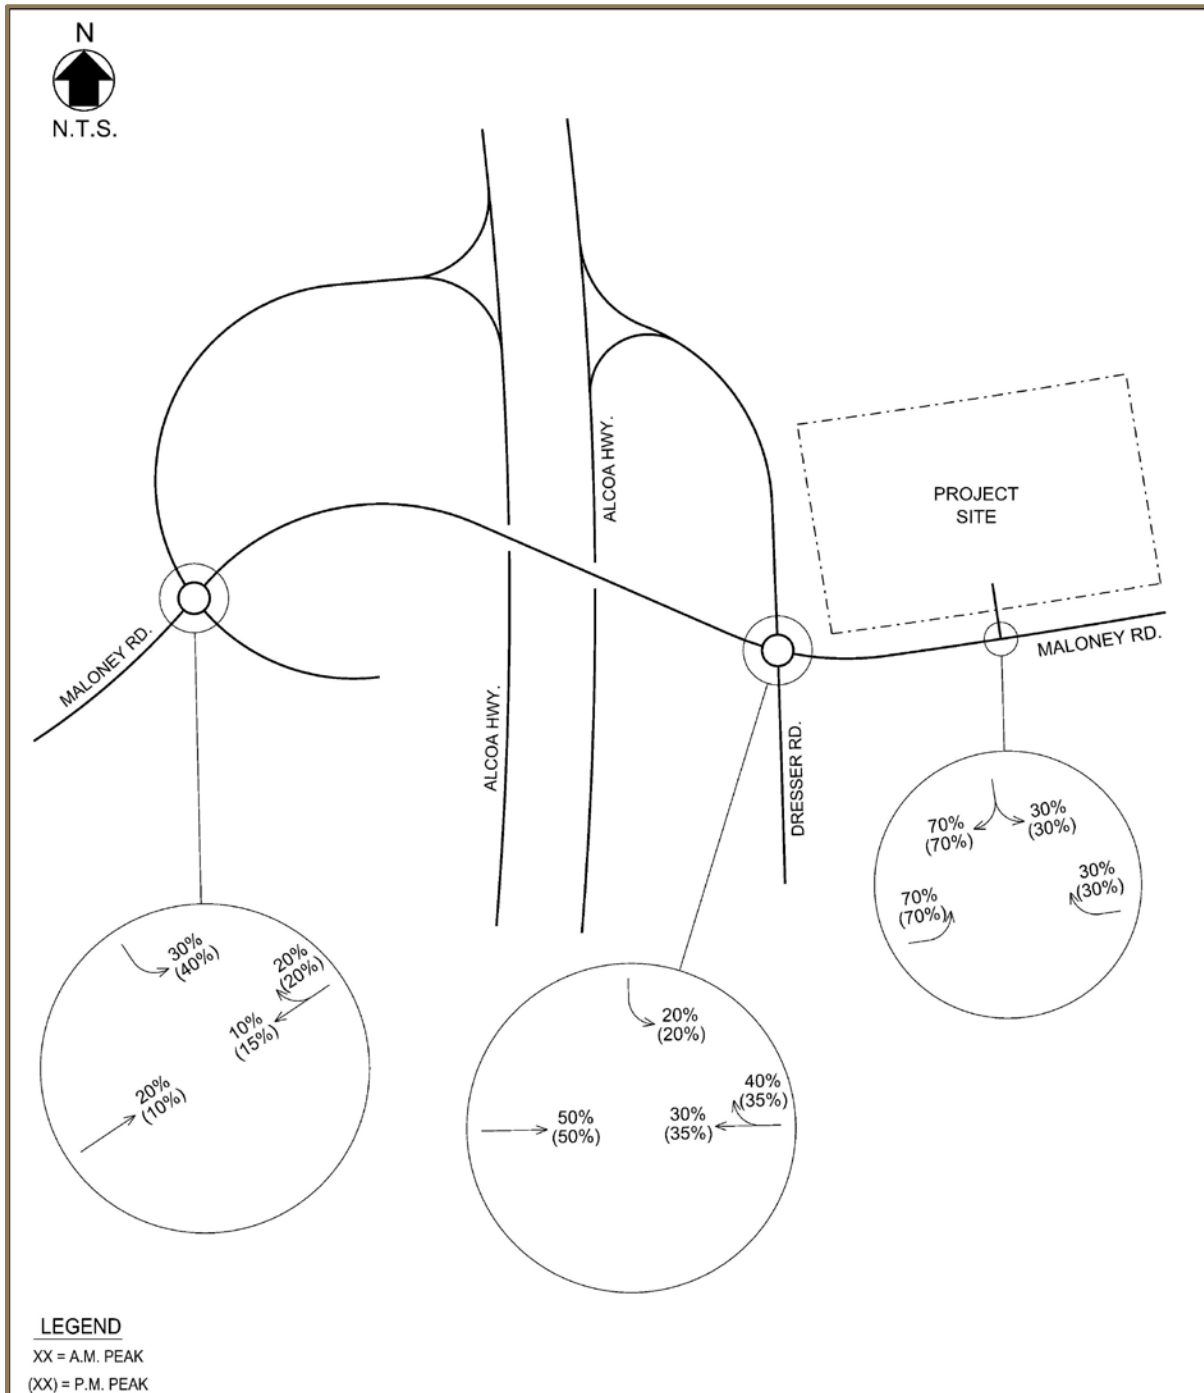 N
N.T.S.
ALCOA HWY.
PROJECT
SITE
MALONEY RD.
MALONEY RD.
ALCOA HWY.
DRESSER RD.
70%
(70%)
30%
(30%)
70%
(70%)
30%
(30%)
30%
(40%)
20%
(20%)
10%
(15%)
20%
(10%)
20%
(20%)
50%
(50%)
30%
(35%)
40%
(35%)
LEGEND
XX = A.M. PEAK
(XX) = P.M. PEAK